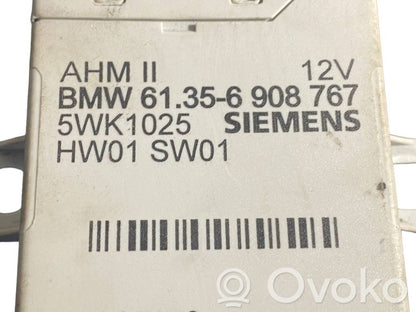 AHM II 12V
BMW 61.35-6 908 767
5WK1025 SIEMENS
HW01 SW01
Ovoko